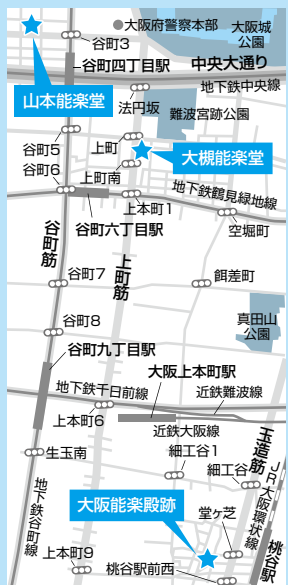 大阪府警察本部
大阪城
公園
谷町3
谷町四丁目駅
中央大通り
地下鉄中央線
山本能楽堂
法円坂
難波宮跡公園
谷町5
上町
大槻能楽堂
谷町6
上町南
地下鉄鶴見緑地線
上本町1
谷町六丁目駅
空堀町
谷町筋
上町筋
谷町7
餌差町
真田山
公園
谷町8
谷町九丁目駅
大阪上本町駅
地下鉄千日前線
近鉄難波線
上本町6
近鉄大阪線
玉造筋
生玉南
細工谷1
細工谷
JR大阪環状線
地下鉄谷町線
大阪能楽殿跡
堂ヶ芝
上本町9
桃谷駅前西
桃谷駅